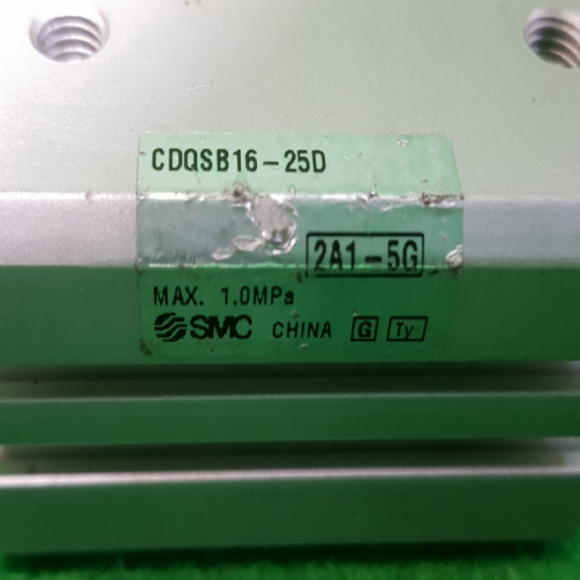 CDQSB16-25D
2A1-5G
MAX. 1.0MPa
SMC CHINA G Ty